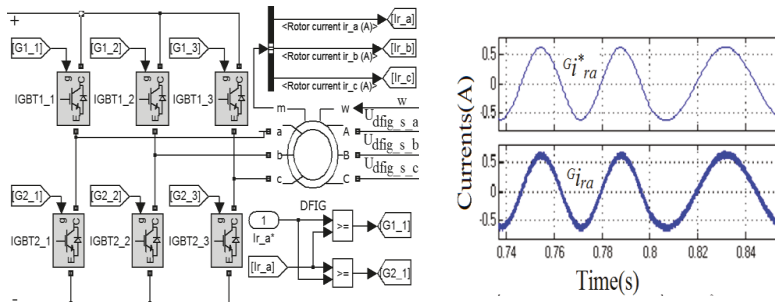 +
[G1_1]
[G1_2]
[G1_3]
g
C
g
C
g
C
E
E
E
IGBT1_1
IGBT1_2
IGBT1_3
<Rotor current ir_a (A)>
[Ir_a]
<Rotor current ir_b (A)>
[Ir_b]
<Rotor current ir_c (A)>
[Ir_c]
m
w
w
a
A
U_dfig_s_a
b
B
U_dfig_s_b
c
C
U_dfig_s_c
DFIG
[G2_1]
[G2_2]
[G2_3]
g
C
g
C
g
C
E
E
E
IGBT2_1
IGBT2_2
IGBT2_3
1
Ir_a*
>=
[G1_1]
[Ir_a]
>=
[G2_1]
-
Currents(A)
0.5
0
-0.5
Gi*ra
0.5
0
-0.5
Gira
0.74
0.76
0.78
0.8
0.82
0.84
Time(s)